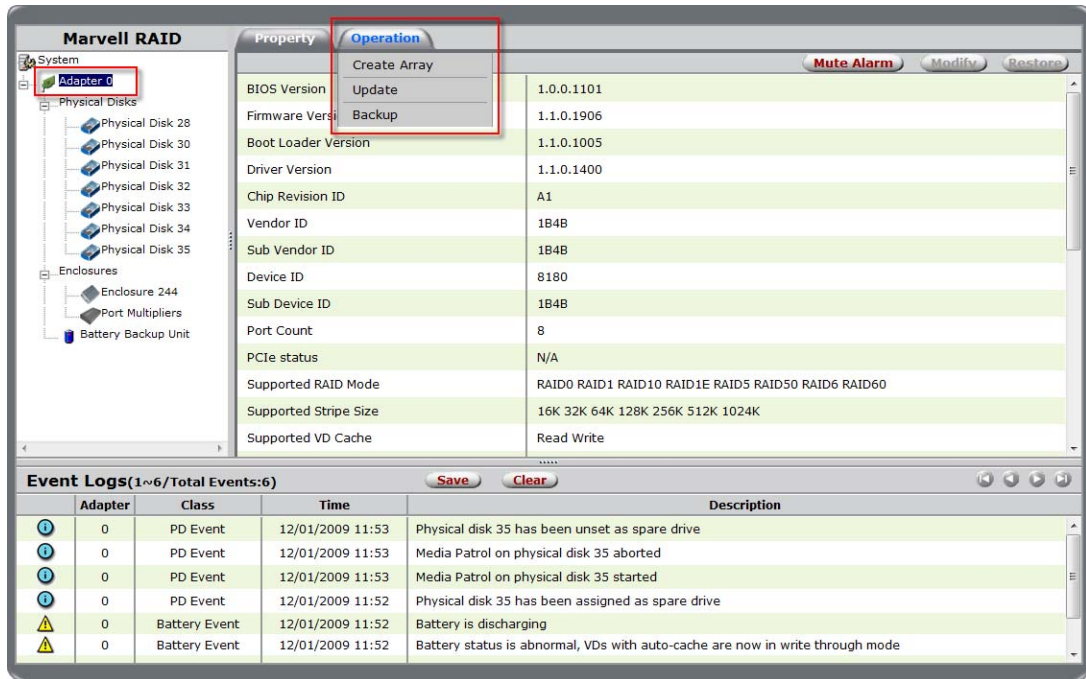 Marvell RAID
System
Adapter 0
Physical Disks
Physical Disk 28
Physical Disk 30
Physical Disk 31
Physical Disk 32
Physical Disk 33
Physical Disk 34
Physical Disk 35
Enclosures
Enclosure 244
Port Multipliers
Battery Backup Unit
Property Operation
Create Array
Update
Backup
Mute Alarm Modify Restore
BIOS Version 1.0.0.1101
Firmware Versi 1.1.0.1906
Boot Loader Version 1.1.0.1005
Driver Version 1.1.0.1400
Chip Revision ID A1
Vendor ID 1B4B
Sub Vendor ID 1B4B
Device ID 8180
Sub Device ID 1B4B
Port Count 8
PCIe status N/A
Supported RAID Mode RAID0 RAID1 RAID10 RAID1E RAID5 RAID50 RAID6 RAID60
Supported Stripe Size 16K 32K 64K 128K 256K 512K 1024K
Supported VD Cache Read Write
Event Logs(1~6/Total Events:6) Save Clear
Adapter Class Time Description
0 PD Event 12/01/2009 11:53 Physical disk 35 has been unset as spare drive
0 PD Event 12/01/2009 11:53 Media Patrol on physical disk 35 aborted
0 PD Event 12/01/2009 11:53 Media Patrol on physical disk 35 started
0 PD Event 12/01/2009 11:52 Physical disk 35 has been assigned as spare drive
0 Battery Event 12/01/2009 11:52 Battery is discharging
0 Battery Event 12/01/2009 11:52 Battery status is abnormal, VDs with auto-cache are now in write through mode